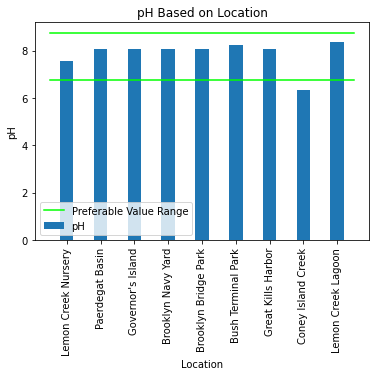 pH Based on Location
pH
8
6
4
2
0
Preferable Value Range
pH
Lemon Creek Nursery
Paerdegat Basin
Governor's Island
Brooklyn Navy Yard
Brooklyn Bridge Park
Bush Terminal Park
Great Kills Harbor
Coney Island Creek
Lemon Creek Lagoon
Location